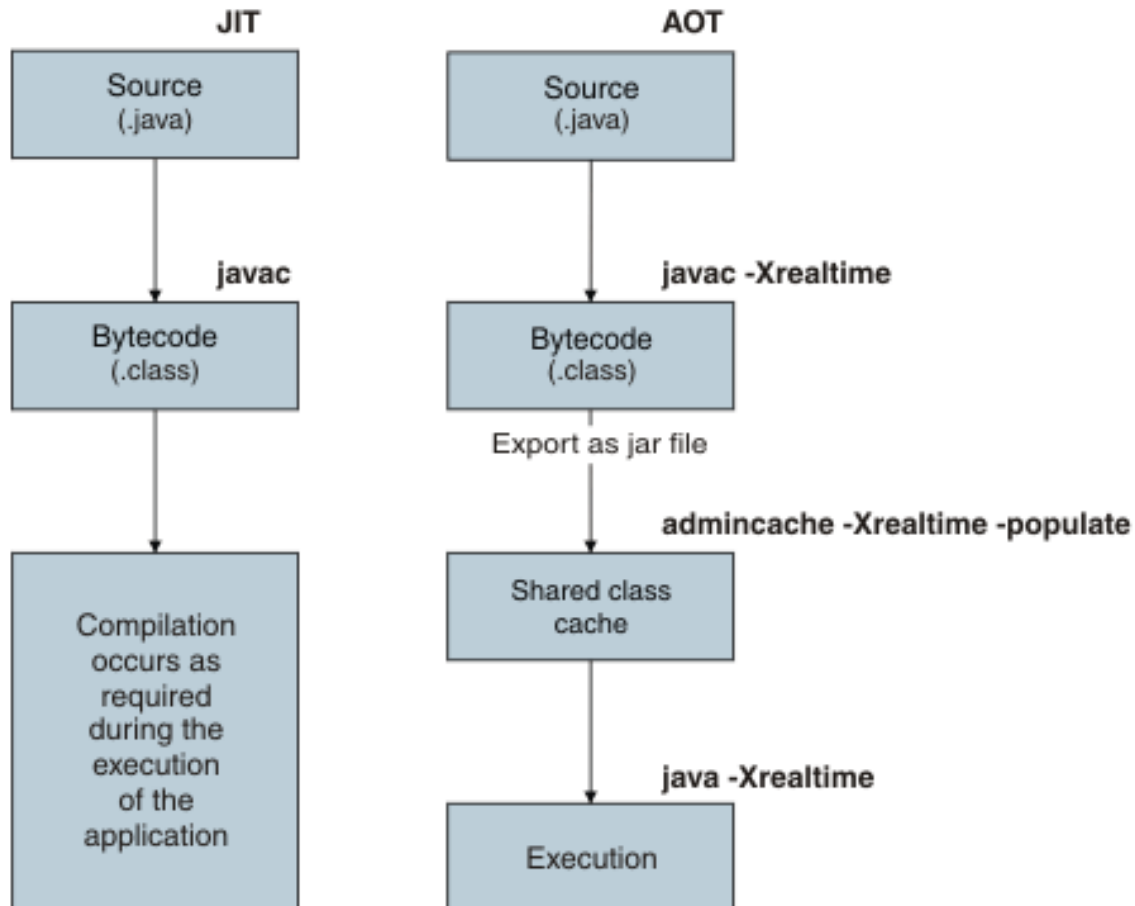 JIT
Source
(.java)
javac
Bytecode
(.class)
Compilation
occurs as
required
during the
execution
of the
application
AOT
Source
(.java)
javac -Xrealtime
Bytecode
(.class)
Export as jar file
admincache -Xrealtime -populate
Shared class
cache
java -Xrealtime
Execution